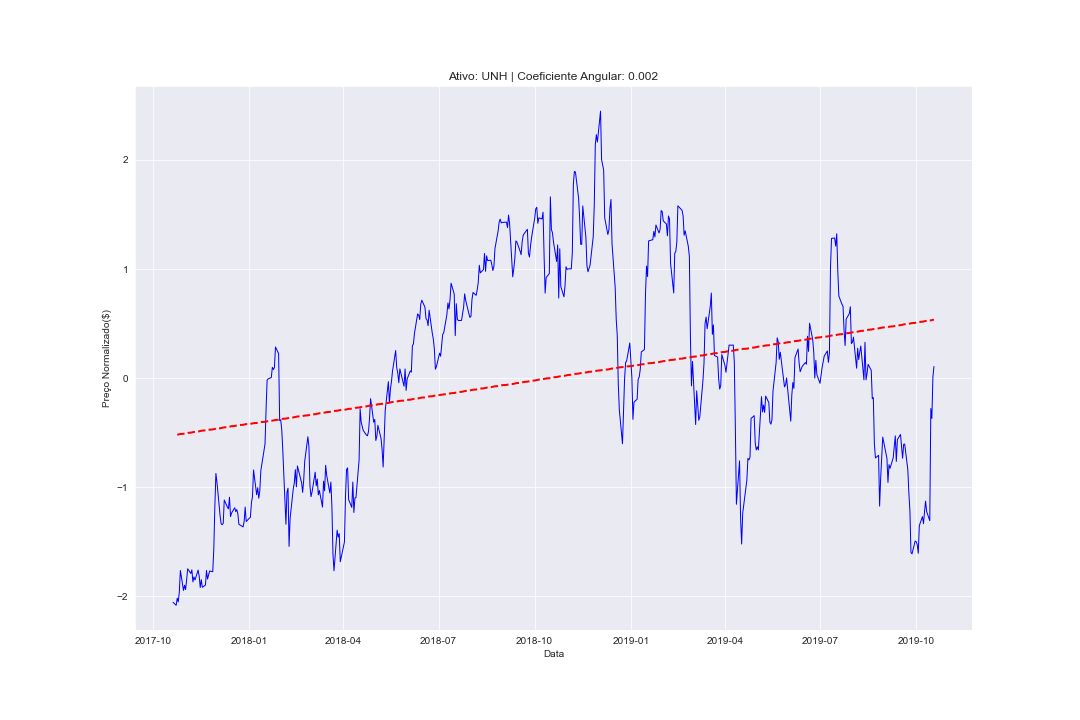 Ativo: UNH | Coeficiente Angular: 0.002
Preço Normalizado($)
2
1
0
−1
−2
2017-10 2018-01 2018-04 2018-07 2018-10 2019-01 2019-04 2019-07 2019-10
Data